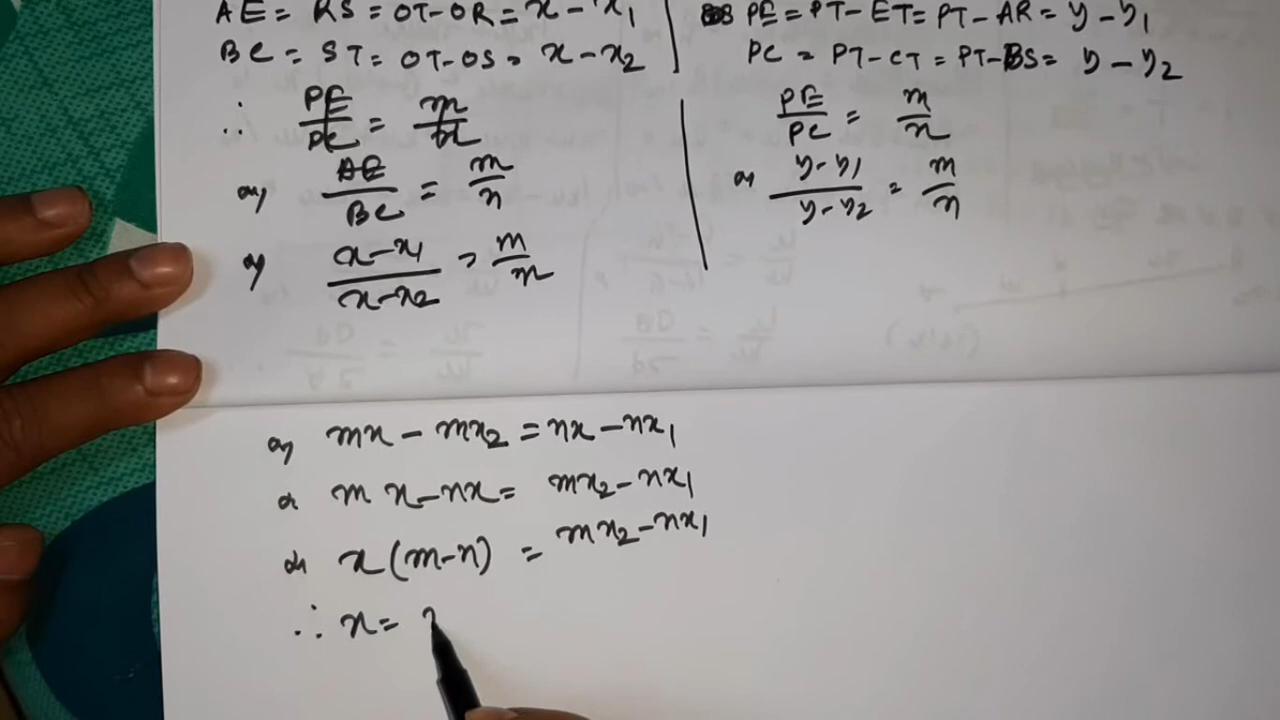 AE = RS = OT-OR = x - x1
BC = ST = OT-OS = x - x2
∴ PE/PC = m/n
or, AE/BC = m/n
or, x-x1/x-x2 = m/n
PE = PT-ET = PT-AR = y - y1
PC = PT-CT = PT-BS = y - y2
PE/PC = m/n
or y-y1/y-y2 = m/n
or, mx - mx2 = nx - nx1
or mx - nx = mx2 - nx1
or x(m-n) = mx2 - nx1
∴ x =